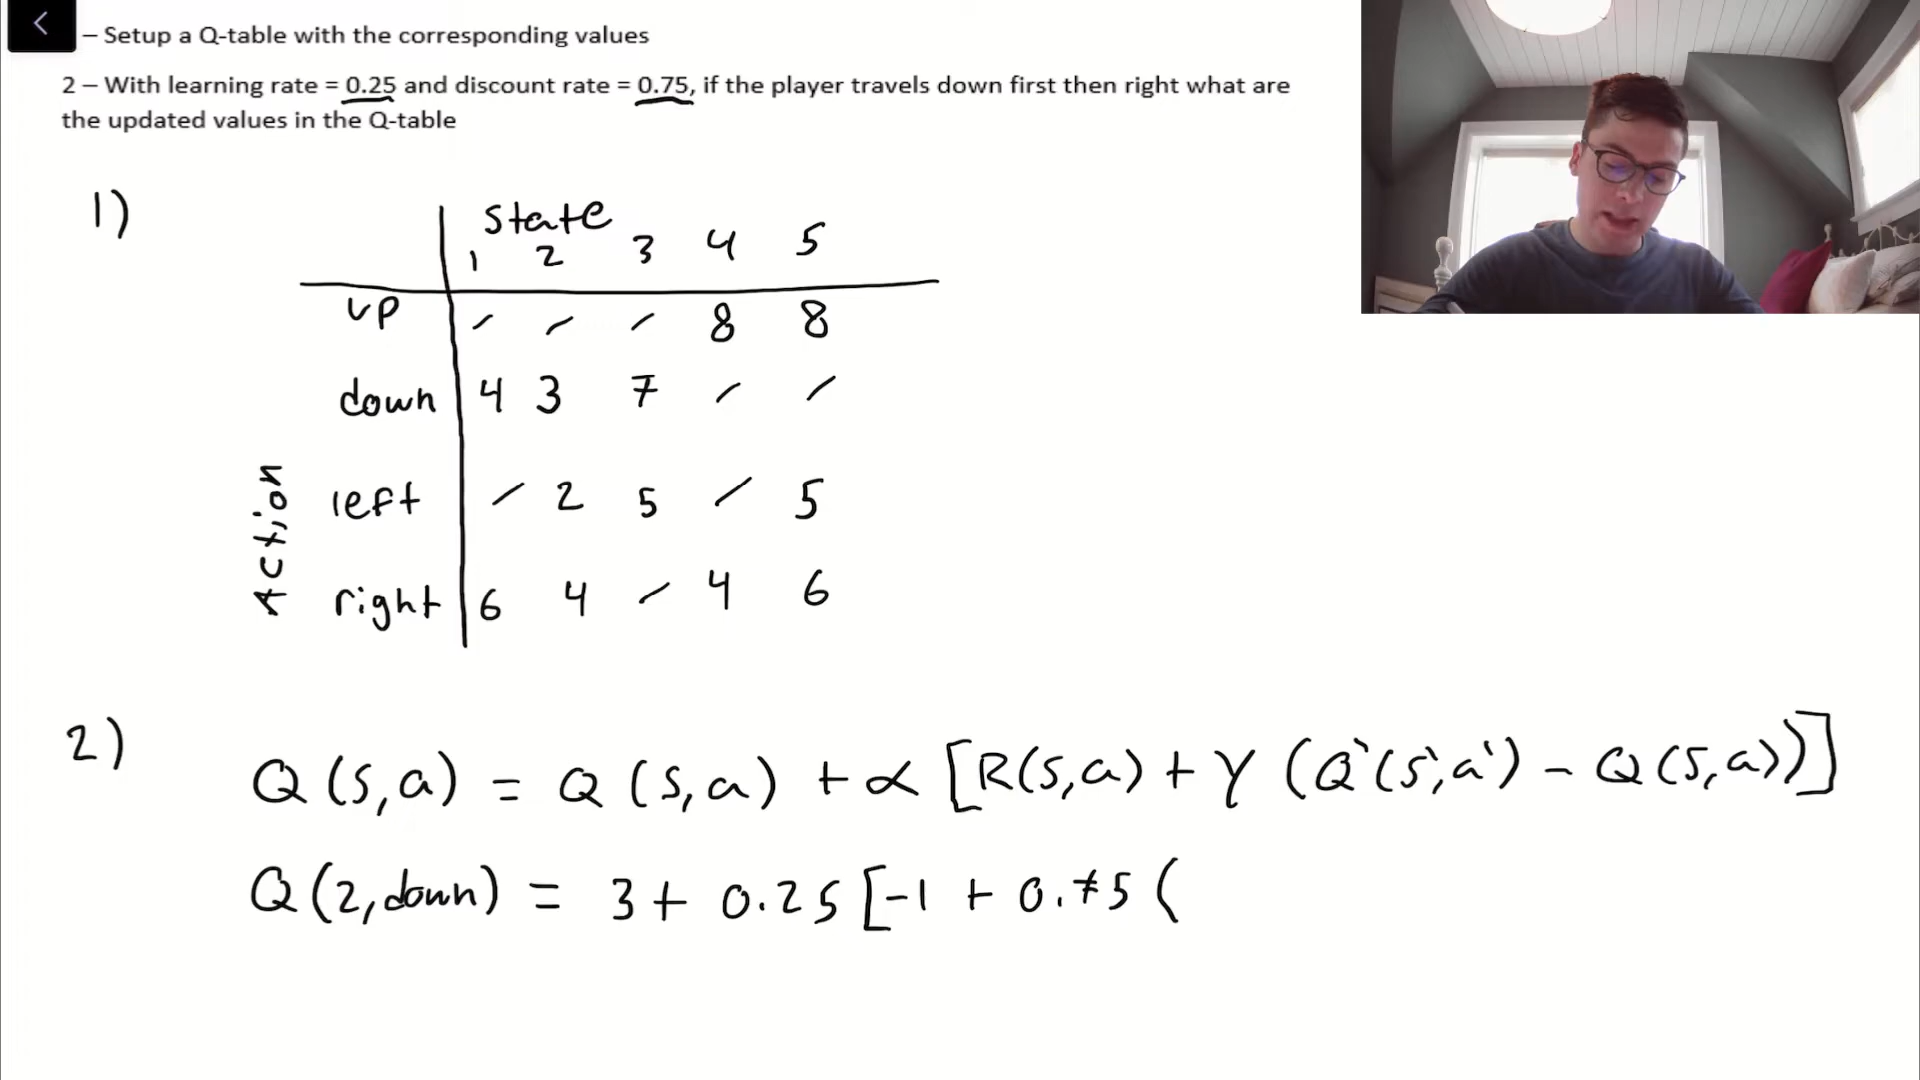 – Setup a Q-table with the corresponding values
2 – With learning rate = 0.25 and discount rate = 0.75, if the player travels down first then right what are
the updated values in the Q-table
1)
state
1 2 3 4 5
up / / / 8 8
down 4 3 7 / /
Action
left / 2 5 / 5
right 6 4 / 4 6
2)
Q (S,a) = Q (S,a) + α [R(S,a) + γ (Q`(S`,a`) - Q(S,a))]
Q(2,down) = 3 + 0.25 [-1 + 0.75 (